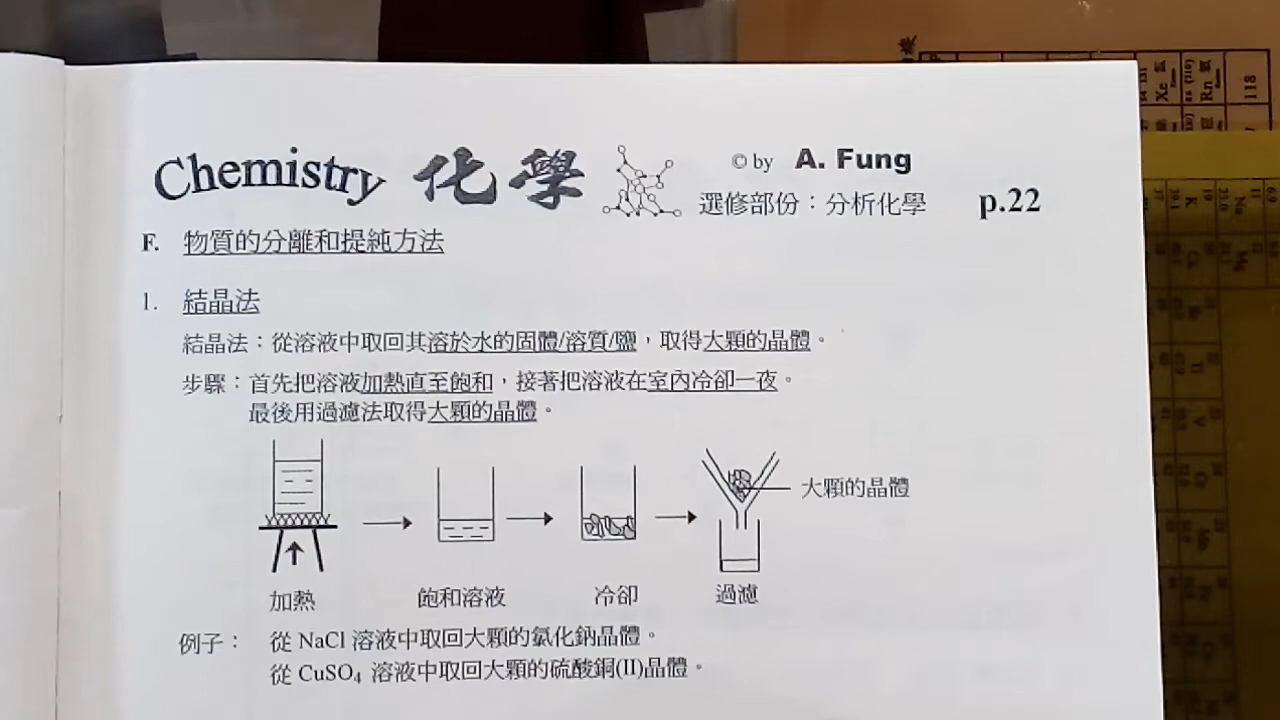 Chemistry 化學
© by A. Fung
選修部份：分析化學 p.22
F. 物質的分離和提純方法
1. 結晶法
結晶法：從溶液中取回其溶於水的固體/溶質/鹽，取得大顆的晶體。
步驟：首先把溶液加熱直至飽和，接著把溶液在室內冷卻一夜。
最後用過濾法取得大顆的晶體。
大顆的晶體
加熱 飽和溶液 冷卻 過濾
例子： 從 NaCl 溶液中取回大顆的氯化鈉晶體。
從 CuSO₄ 溶液中取回大顆的硫酸銅(II)晶體。
Xe 氙
Rn 氡
118